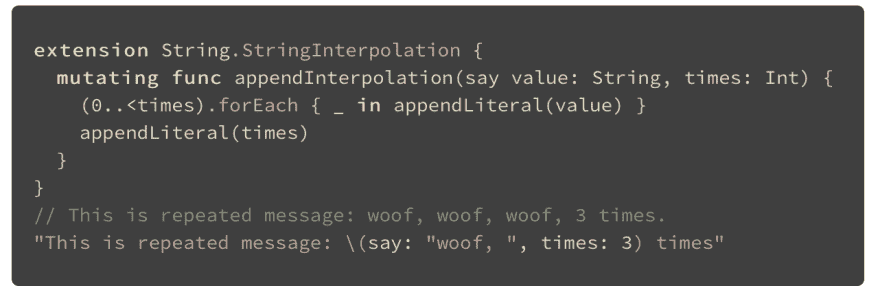 extension String.StringInterpolation {
  mutating func appendInterpolation(say value: String, times: Int) {
    (0..<times).forEach { _ in appendLiteral(value) }
    appendLiteral(times)
  }
}
// This is repeated message: woof, woof, woof, 3 times.
"This is repeated message: \(say: "woof, ", times: 3) times"